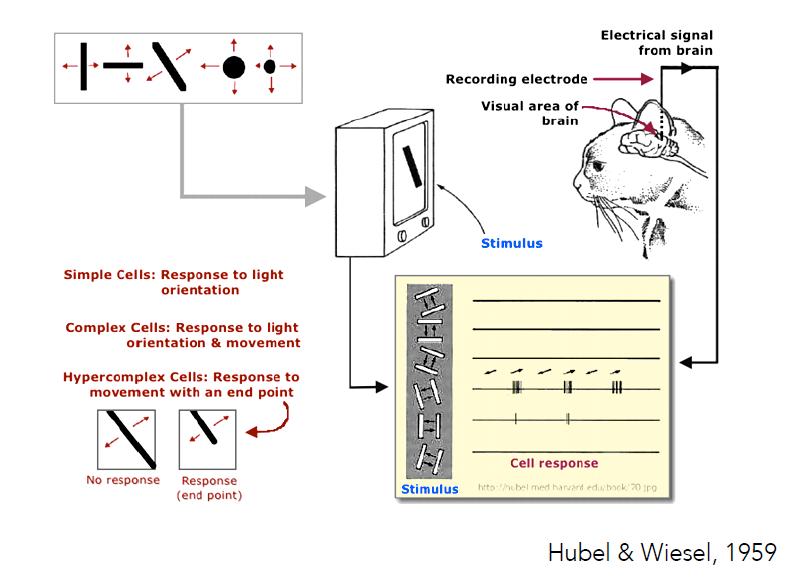 Electrical signal
from brain
Recording electrode
Visual area of
brain
Stimulus
Simple Cells: Response to light
orientation
Complex Cells: Response to light
orientation & movement
Hypercomplex Cells: Response to
movement with an end point
No response
Response
(end point)
Cell response
Stimulus
http://hubel.med.harvard.edu/book/20.jpg
Hubel & Wiesel, 1959